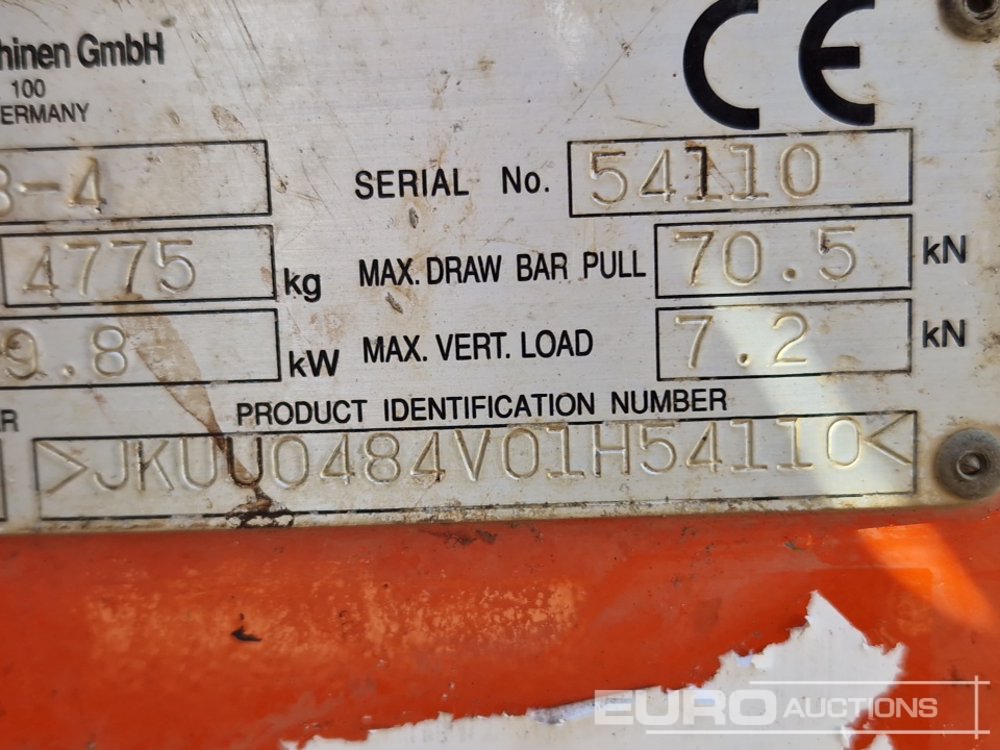 hinen GmbH
100
ERMANY
CE
-4
SERIAL No. 54110
4775 kg MAX. DRAW BAR PULL 70.5 kN
9.8 kW MAX. VERT. LOAD 7.2 kN
PRODUCT IDENTIFICATION NUMBER
>JKUU0484V01H54110<
EURO AUCTIONS